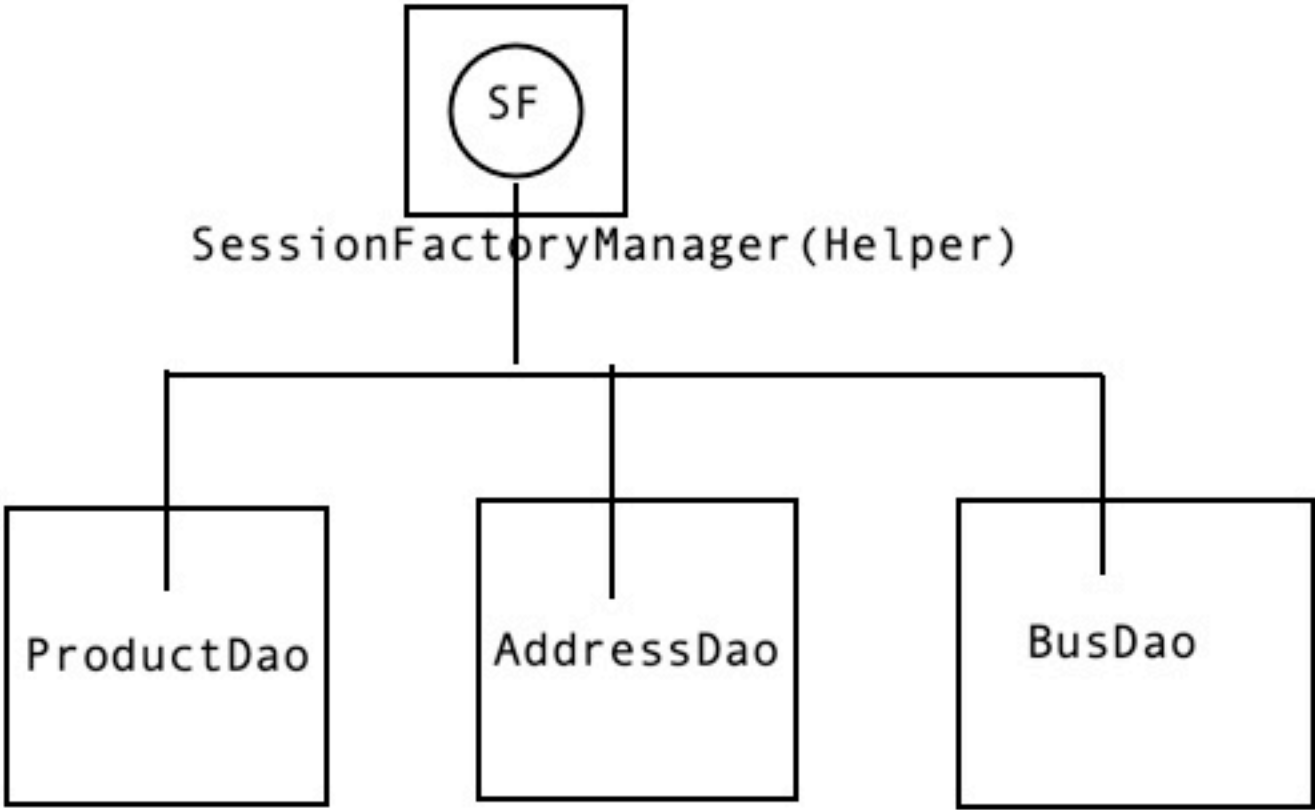 SF
SessionFactoryManager(Helper)
ProductDao
AddressDao
BusDao